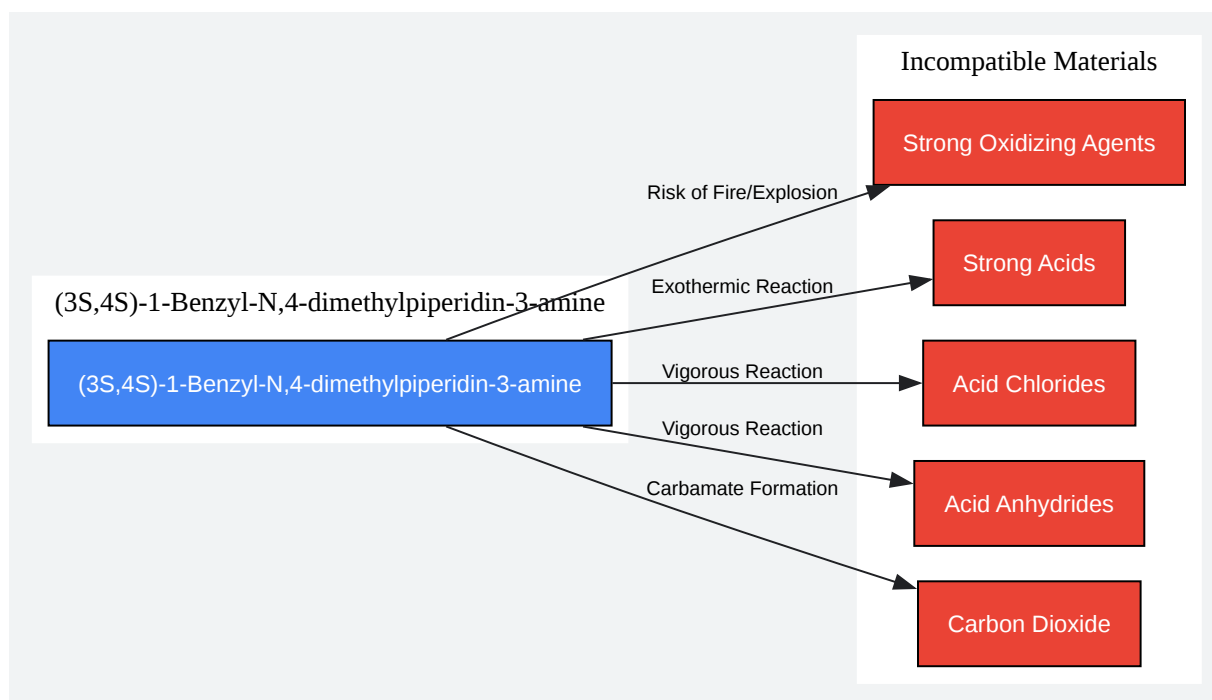 Incompatible Materials
Strong Oxidizing Agents
Risk of Fire/Explosion
Strong Acids
Exothermic Reaction
(3S,4S)-1-Benzyl-N,4-dimethylpiperidin-3-amine
(3S,4S)-1-Benzyl-N,4-dimethylpiperidin-3-amine
Vigorous Reaction
Acid Chlorides
Vigorous Reaction
Acid Anhydrides
Carbamate Formation
Carbon Dioxide